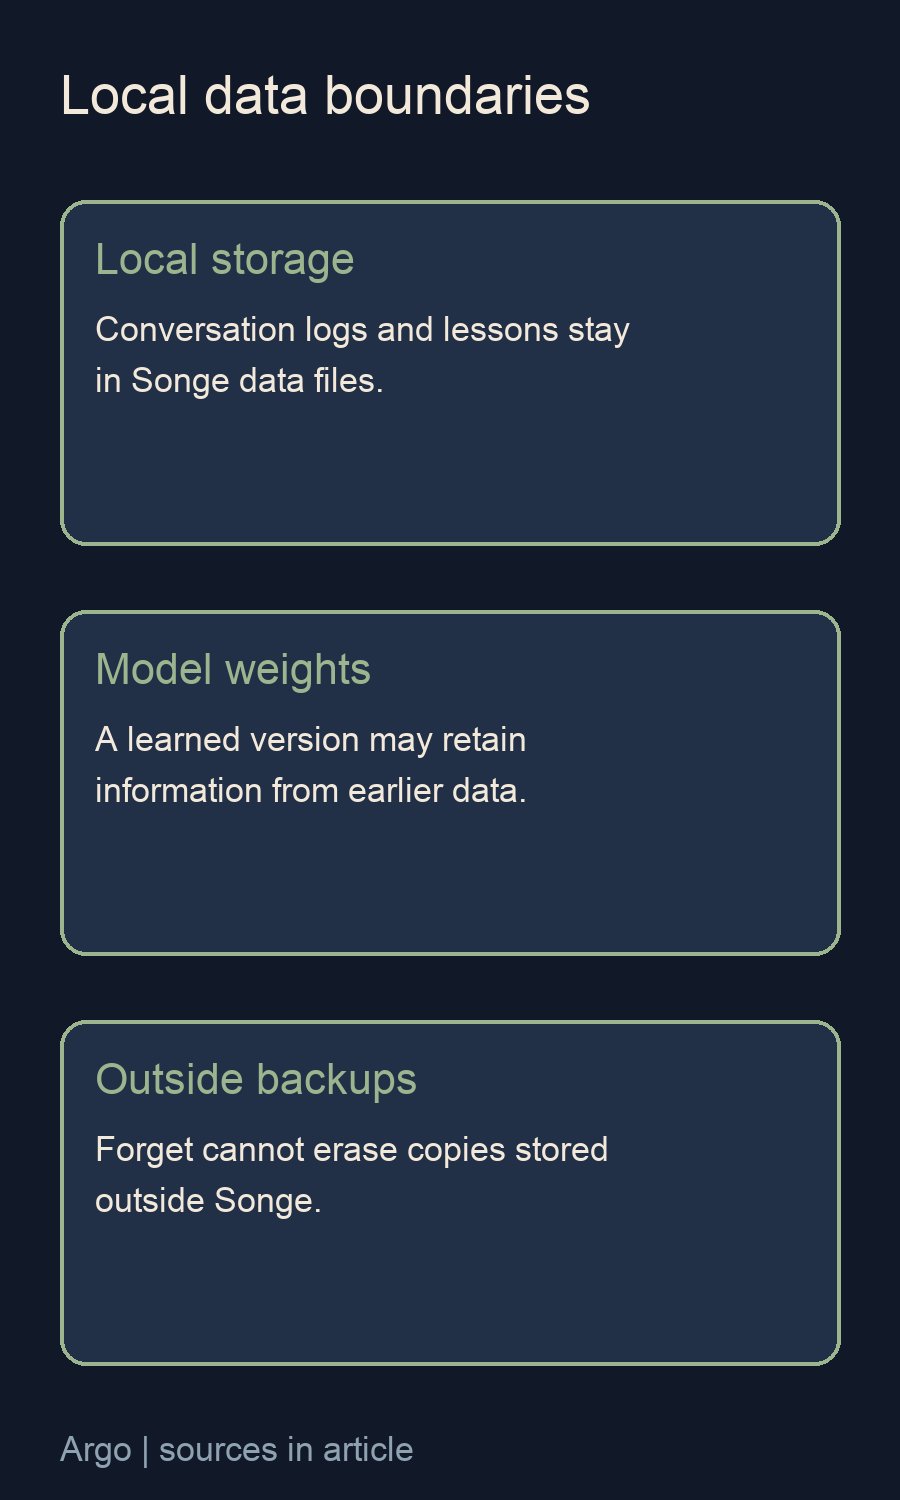 Local data boundaries
Local storage
Conversation logs and lessons stay
in Songe data files.
Model weights
A learned version may retain
information from earlier data.
Outside backups
Forget cannot erase copies stored
outside Songe.
Argo | sources in article